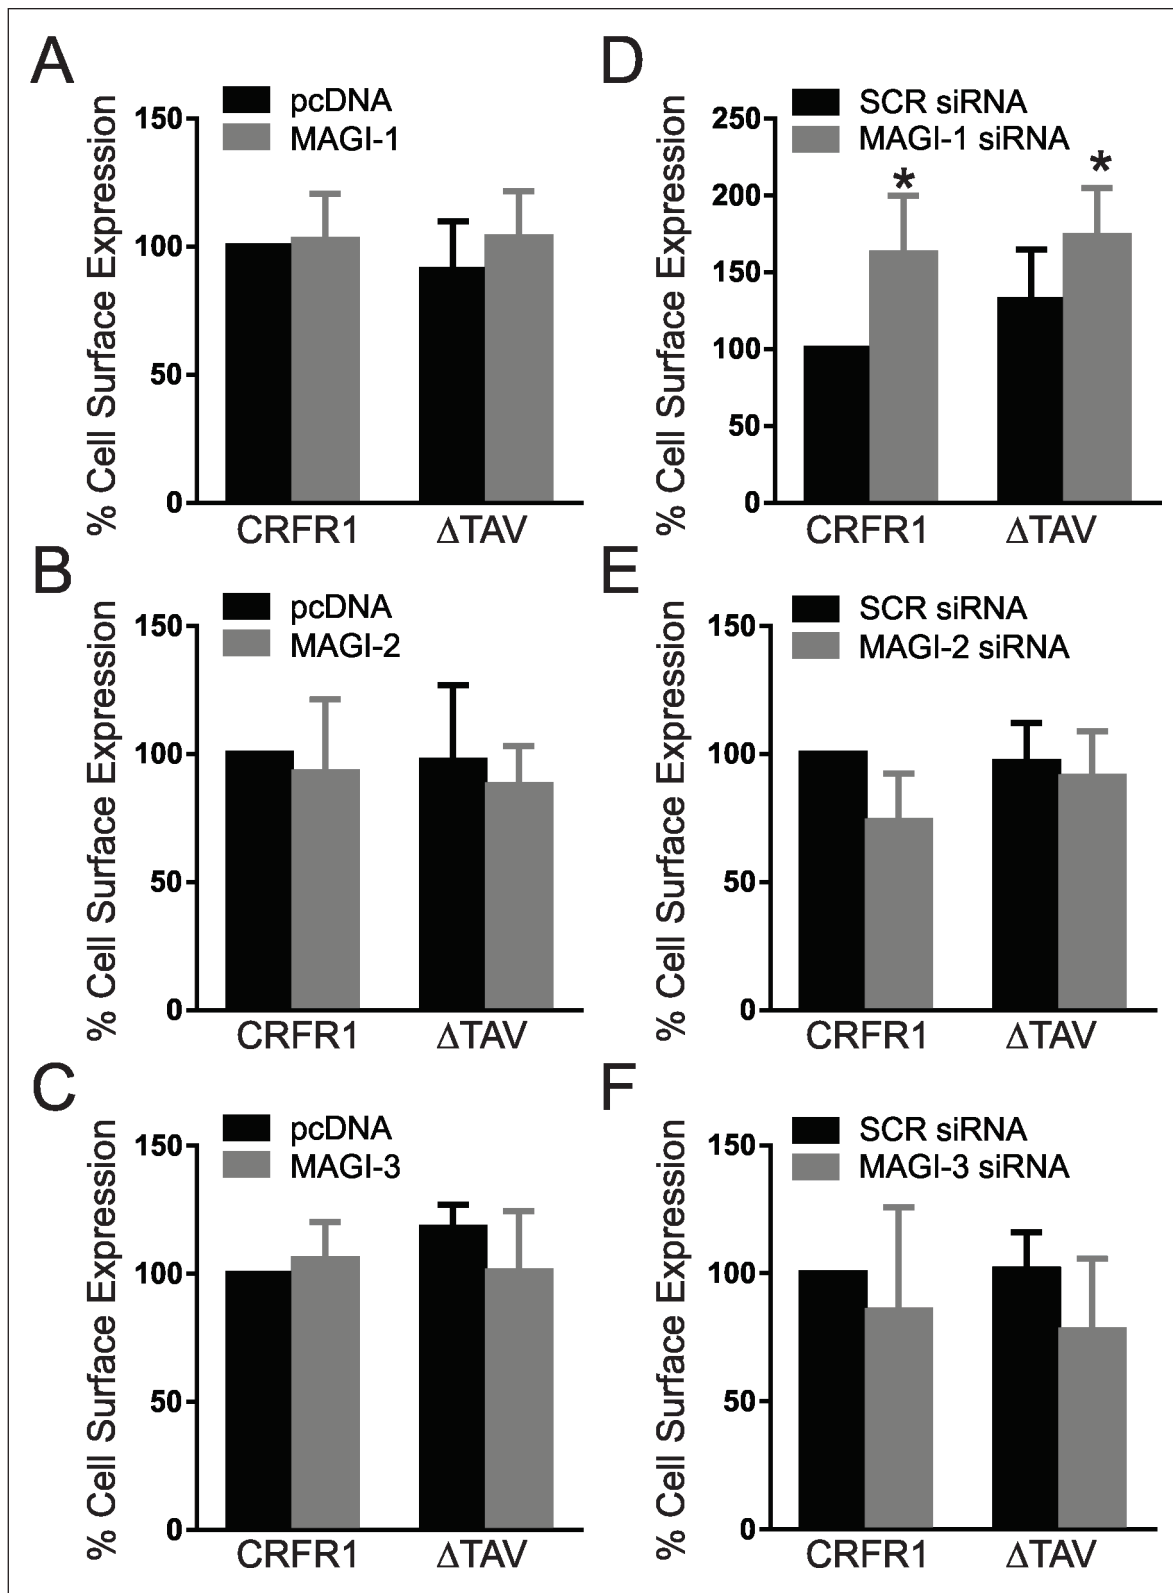 A
pcDNA
MAGI-1
% Cell Surface Expression
150
100
50
0
CRFR1 ΔTAV
B
pcDNA
MAGI-2
% Cell Surface Expression
150
100
50
0
CRFR1 ΔTAV
C
pcDNA
MAGI-3
% Cell Surface Expression
150
100
50
0
CRFR1 ΔTAV
D
SCR siRNA
MAGI-1 siRNA
% Cell Surface Expression
250
200
150
100
50
0
* *
CRFR1 ΔTAV
E
SCR siRNA
MAGI-2 siRNA
% Cell Surface Expression
150
100
50
0
CRFR1 ΔTAV
F
SCR siRNA
MAGI-3 siRNA
% Cell Surface Expression
150
100
50
0
CRFR1 ΔTAV